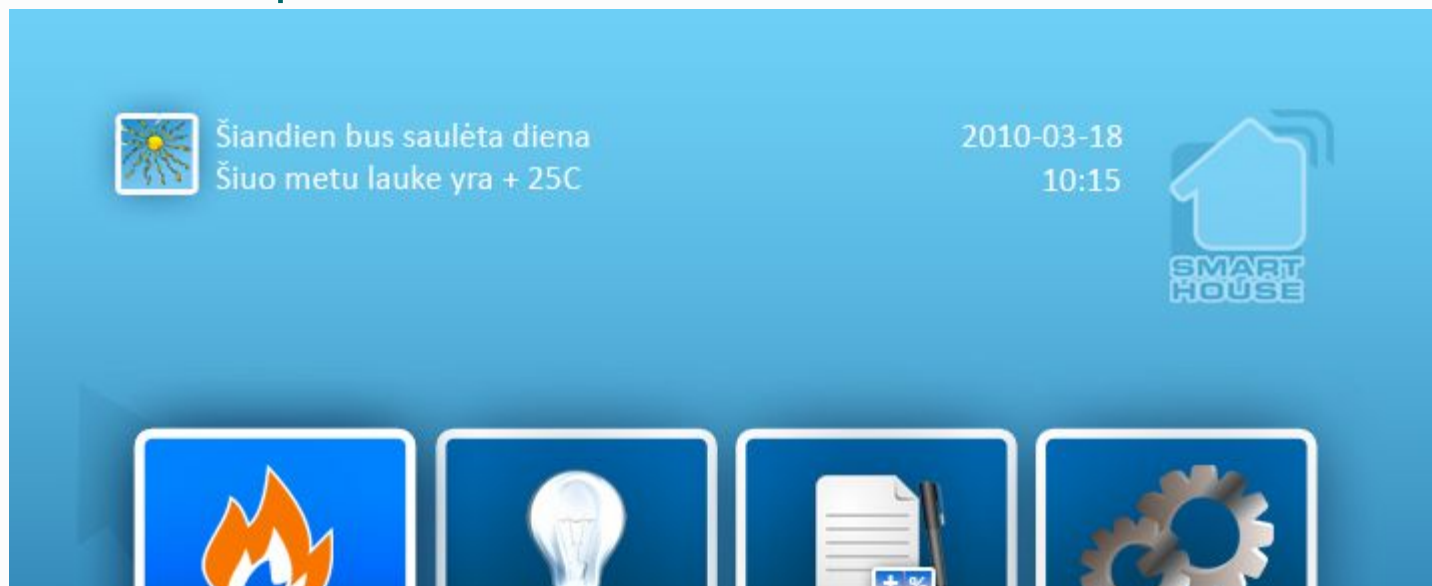 Šiandien bus saulėta diena
Šiuo metu lauke yra + 25C
2010-03-18
10:15
SMART
HOUSE
+ %